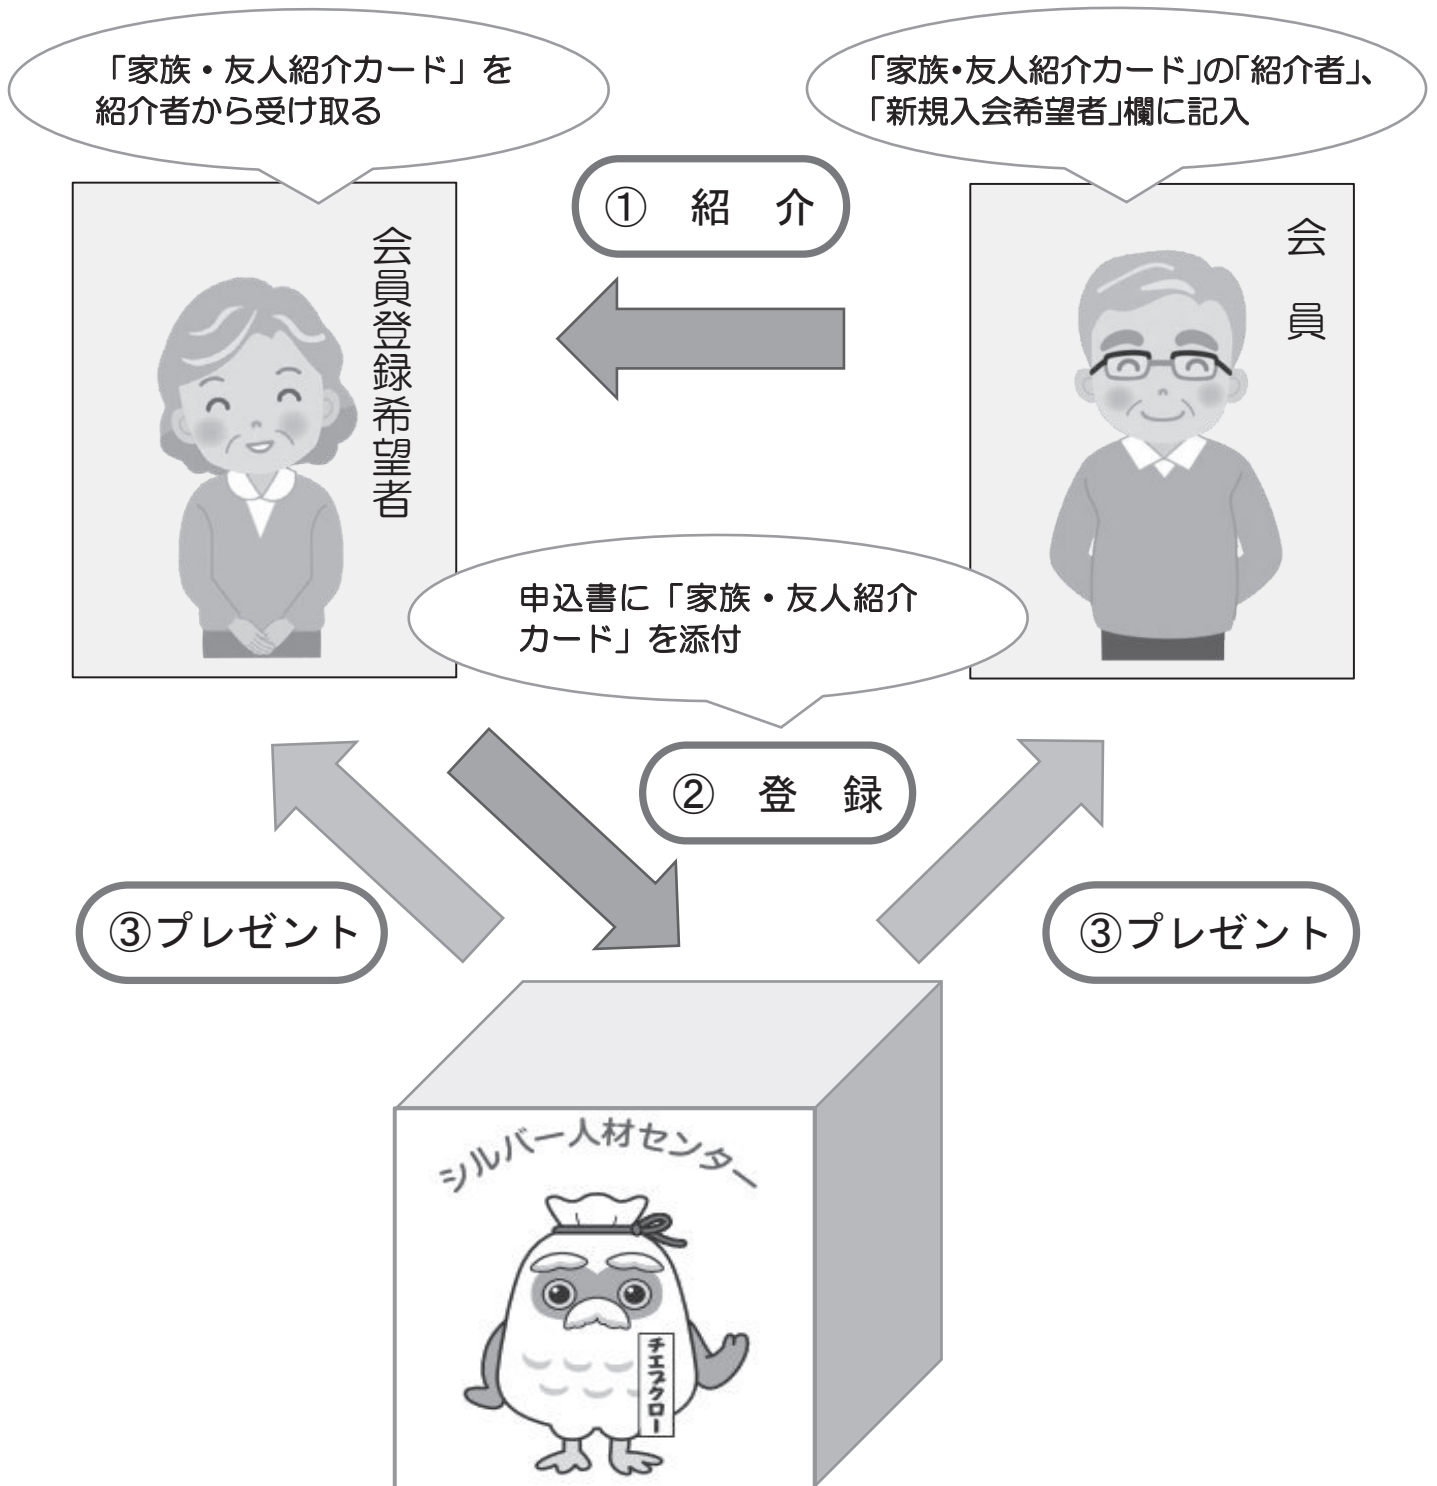 「家族・友人紹介カード」を
紹介者から受け取る
「家族・友人紹介カード」の「紹介者」、
「新規入会希望者」欄に記入
① 紹 介
会員登録希望者
会 員
申込書に「家族・友人紹介
カード」を添付
② 登 録
③プレゼント
③プレゼント
シルバー人材センター
チエブクロー